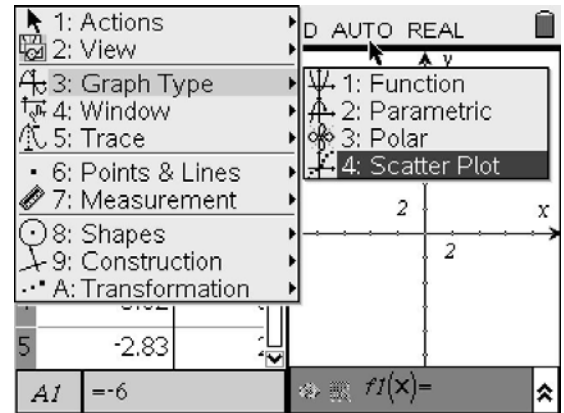 1: Actions
2: View
3: Graph Type
4: Window
5: Trace
6: Points & Lines
7: Measurement
8: Shapes
9: Construction
A: Transformation
D AUTO REAL
1: Function
2: Parametric
3: Polar
4: Scatter Plot
y
2
x
2
5 -2.83
A1 =-6
f1(x)=